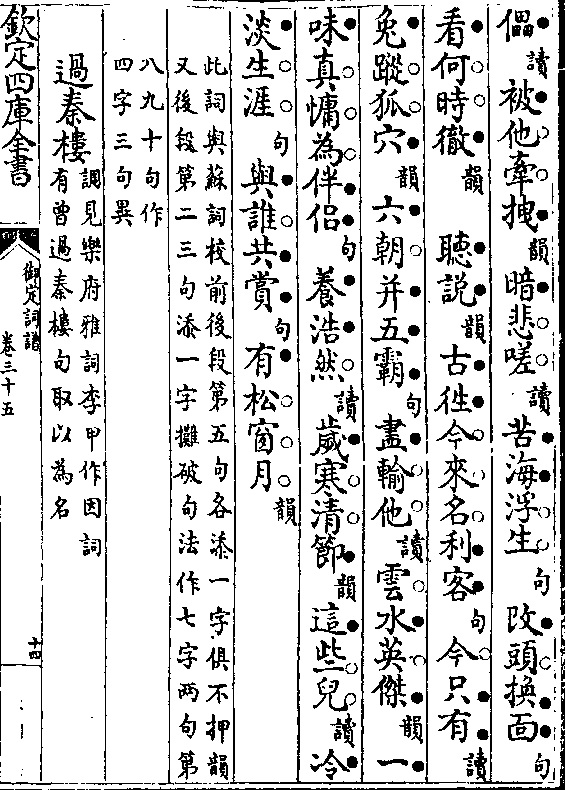 儡讀被他牽拽韻暗悲嗟讀苦海浮生句改頭換面句
看何時徹韻 聽説韻古往今來名利客句今只有讀
兔蹤狐穴韻六朝并五霸句盡輸他讀雲水英傑韻一
味真慵為伴侣句養浩然讀歲寒清節韻這些兒讀冷
淡生涯句與誰共賞句有松窗月韻
此詞與蘇詞校前後段第五句各添一字俱不押韻
又後段第二三句添一字攤破句法作七字兩句第
八九十句作
四字三句異
過秦樓調見樂府雅詞李甲作因詞
有曾過秦樓句取以為名
欽定四庫全書
御定詞譜
卷三十五
十四